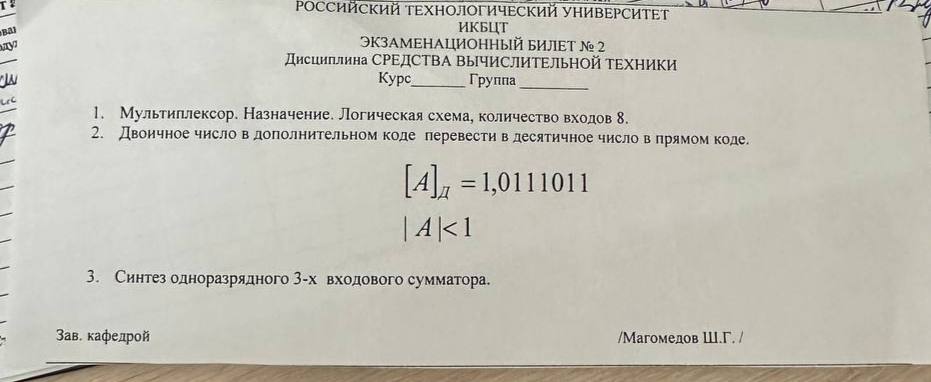 РОССИЙСКИЙ ТЕХНОЛОГИЧЕСКИЙ УНИВЕРСИТЕТ
ИКБЦТ
ЭКЗАМЕНАЦИОННЫЙ БИЛЕТ № 2
Дисциплина СРЕДСТВА ВЫЧИСЛИТЕЛЬНОЙ ТЕХНИКИ
Курс______ Группа ________
1. Мультиплексор. Назначение. Логическая схема, количество входов 8.
2. Двоичное число в дополнительном коде перевести в десятичное число в прямом коде.
[A]Д = 1,0111011
| A |< 1
3. Синтез одноразрядного 3-х входового сумматора.
Зав. кафедрой /Магомедов Ш.Г. /